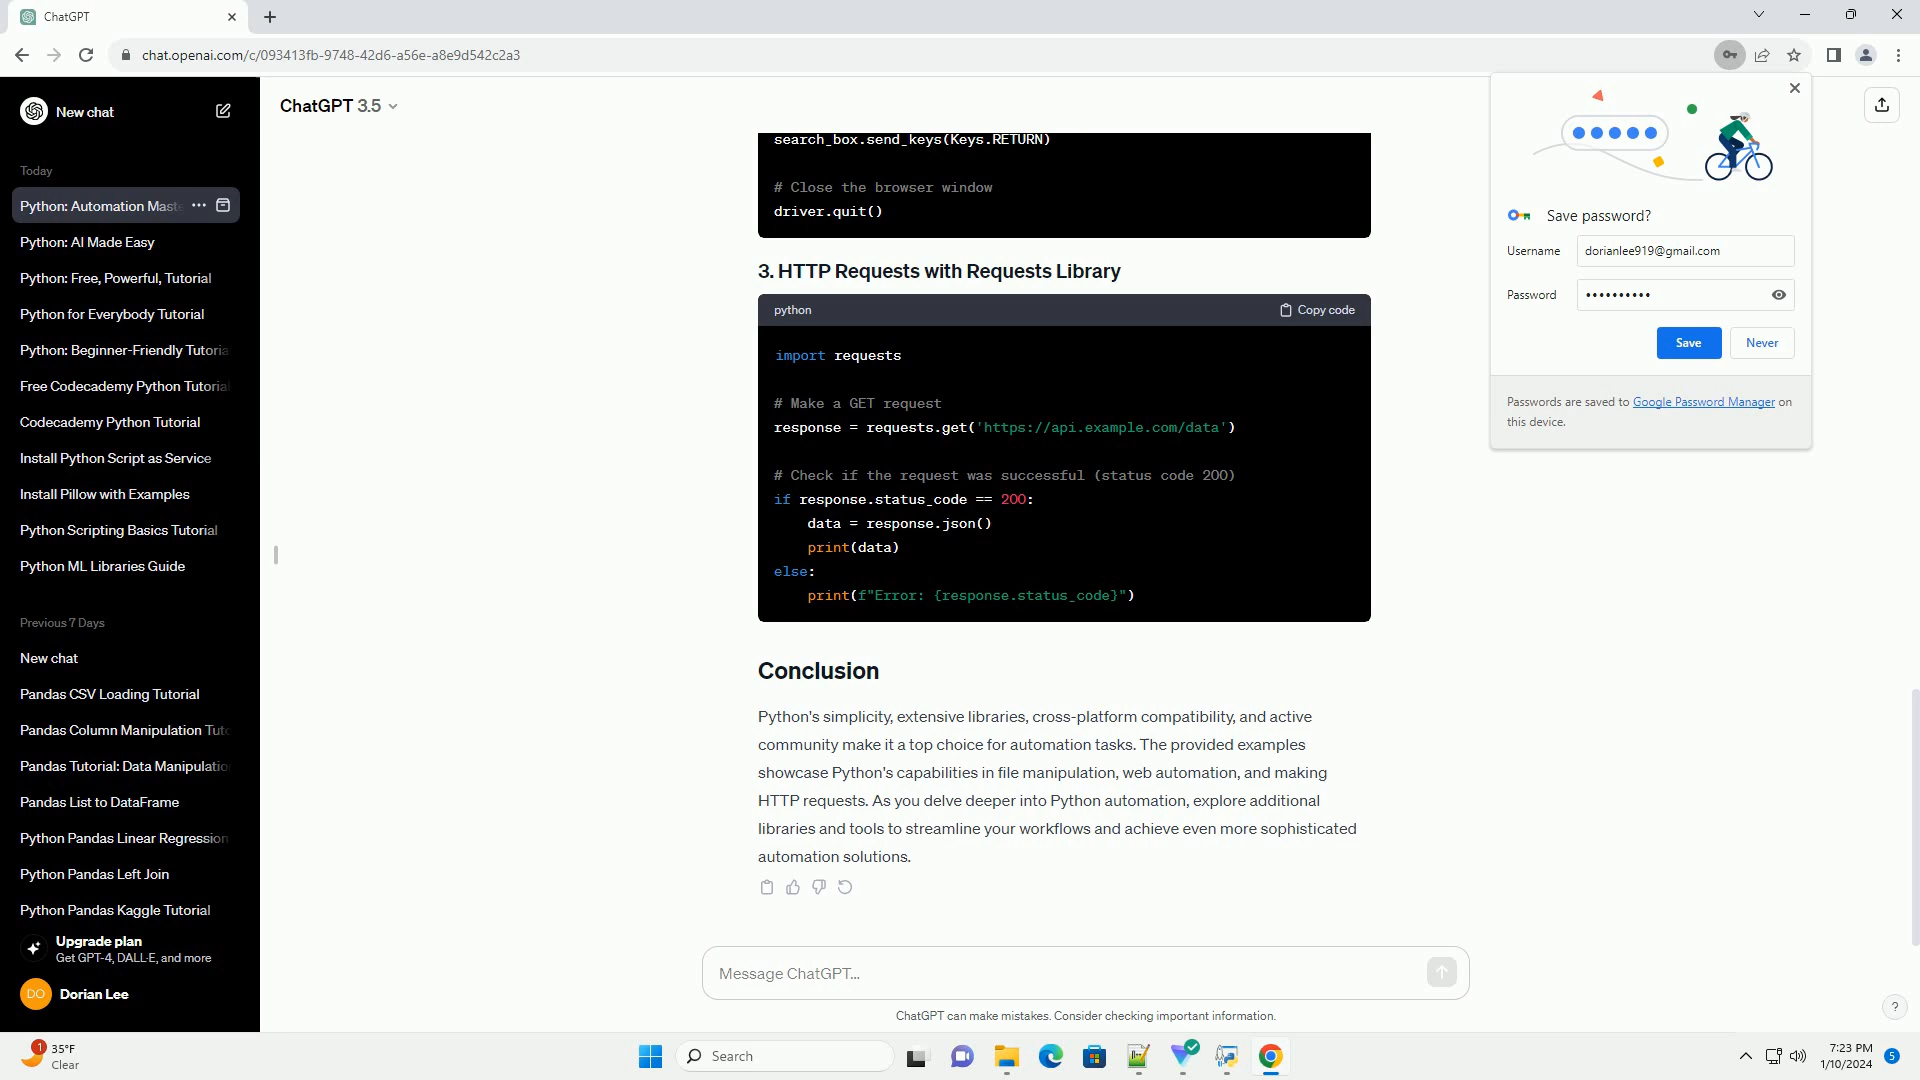 ChatGPT
chat.openai.com/c/093413fb-9748-42d6-a56e-a8e9d542c2a3
New chat
Today
Python: Automation Maste
Python: AI Made Easy
Python: Free, Powerful, Tutorial
Python for Everybody Tutorial
Python: Beginner-Friendly Tutoria
Free Codecademy Python Tutorial
Codecademy Python Tutorial
Install Python Script as Service
Install Pillow with Examples
Python Scripting Basics Tutorial
Python ML Libraries Guide
Previous 7 Days
New chat
Pandas CSV Loading Tutorial
Pandas Column Manipulation Tuto
Pandas Tutorial: Data Manipulatio
Pandas List to DataFrame
Python Pandas Linear Regression
Python Pandas Left Join
Python Pandas Kaggle Tutorial
Upgrade plan
Get GPT-4, DALL·E, and more
DO Dorian Lee
ChatGPT 3.5
search_box.send_keys(Keys.RETURN)
# Close the browser window
driver.quit()
3. HTTP Requests with Requests Library
python
Copy code
import requests
# Make a GET request
response = requests.get('https://api.example.com/data')
# Check if the request was successful (status code 200)
if response.status_code == 200:
data = response.json()
print(data)
else:
print(f"Error: {response.status_code}")
Conclusion
Python's simplicity, extensive libraries, cross-platform compatibility, and active
community make it a top choice for automation tasks. The provided examples
showcase Python's capabilities in file manipulation, web automation, and making
HTTP requests. As you delve deeper into Python automation, explore additional
libraries and tools to streamline your workflows and achieve even more sophisticated
automation solutions.
Message ChatGPT...
ChatGPT can make mistakes. Consider checking important information.
?
Save password?
Username dorianlee919@gmail.com
Password ••••••••••
Save
Never
Passwords are saved to Google Password Manager on
this device.
1
35°F
Clear
Search
7:23 PM
1/10/2024
5